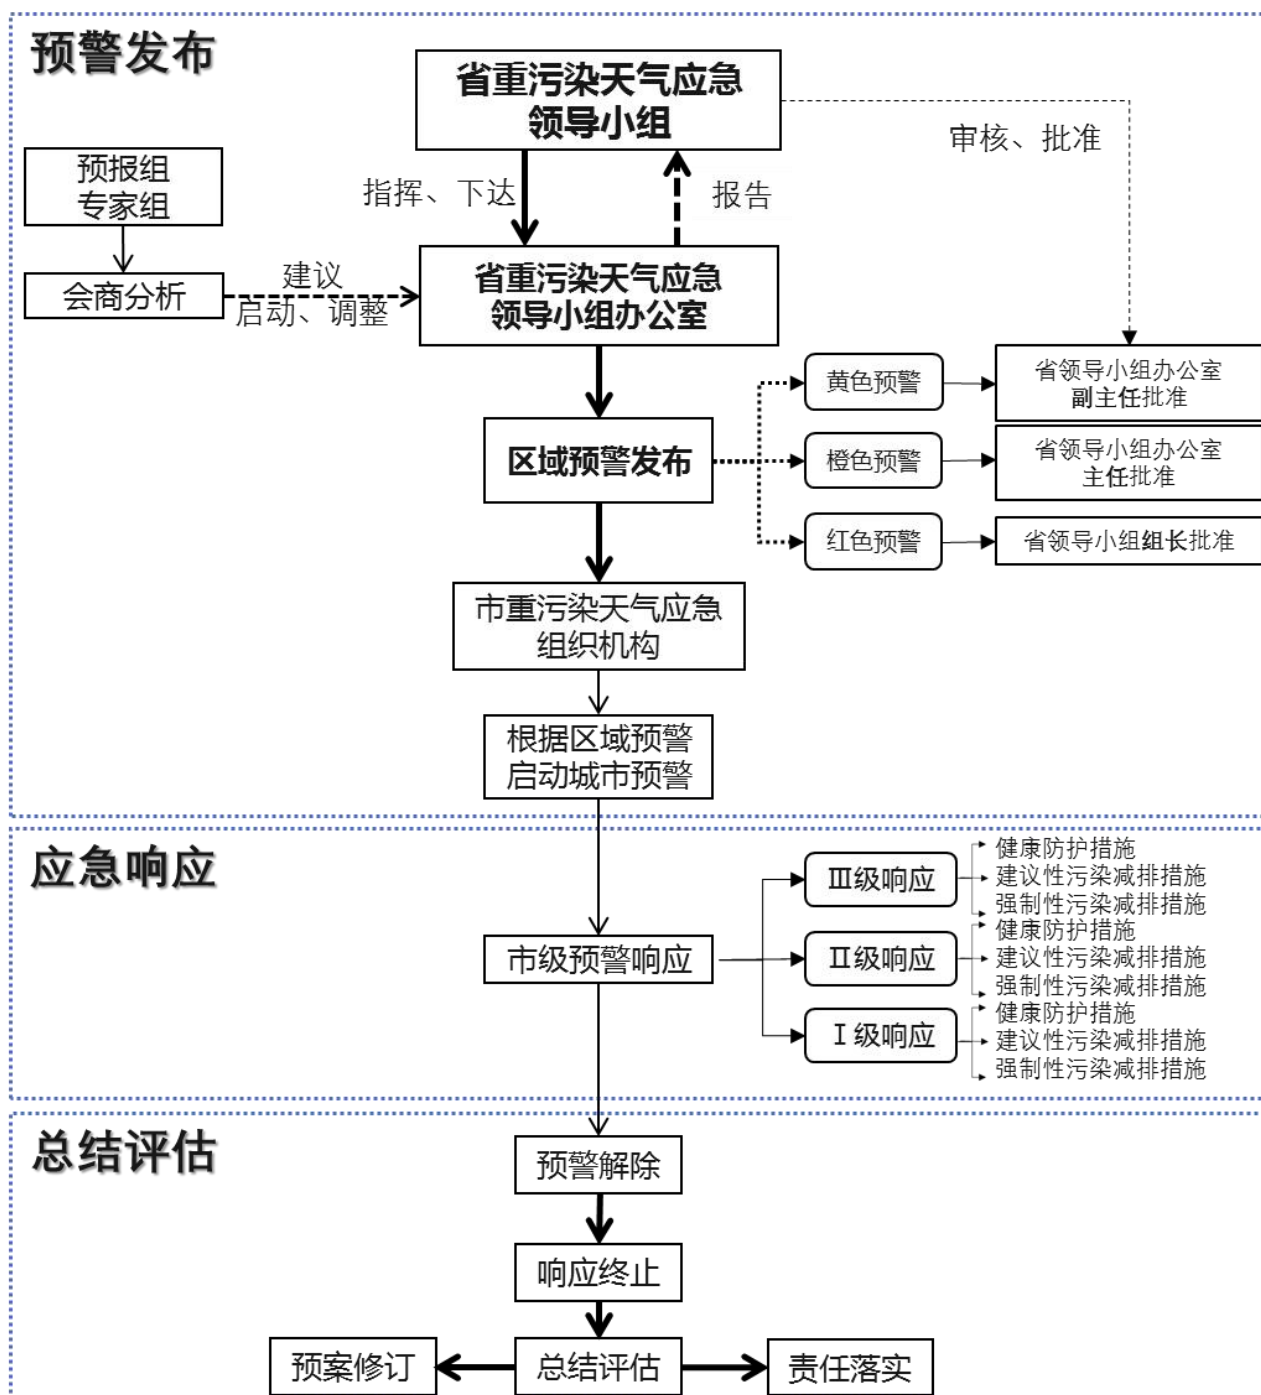 预警发布
省重污染天气应急
领导小组
审核、批准
预报组
专家组
指挥、下达
报告
会商分析
建议
启动、调整
省重污染天气应急
领导小组办公室
黄色预警
省领导小组办公室
副主任批准
区域预警发布
橙色预警
省领导小组办公室
主任批准
红色预警
省领导小组组长批准
市重污染天气应急
组织机构
根据区域预警
启动城市预警
应急响应
市级预警响应
Ⅲ级响应
健康防护措施
建议性污染减排措施
强制性污染减排措施
Ⅱ级响应
健康防护措施
建议性污染减排措施
强制性污染减排措施
Ⅰ级响应
健康防护措施
建议性污染减排措施
强制性污染减排措施
总结评估
预警解除
响应终止
预案修订
总结评估
责任落实